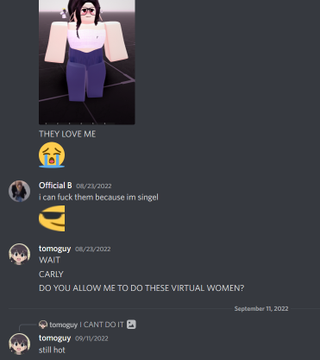 THEY LOVE ME
Official B 08/23/2022
i can fuck them because im singel
tomoguy 08/23/2022
WAIT
CARLY
DO YOU ALLOW ME TO DO THESE VIRTUAL WOMEN?
September 11, 2022
tomoguy I CANT DO IT
tomoguy 09/11/2022
still hot